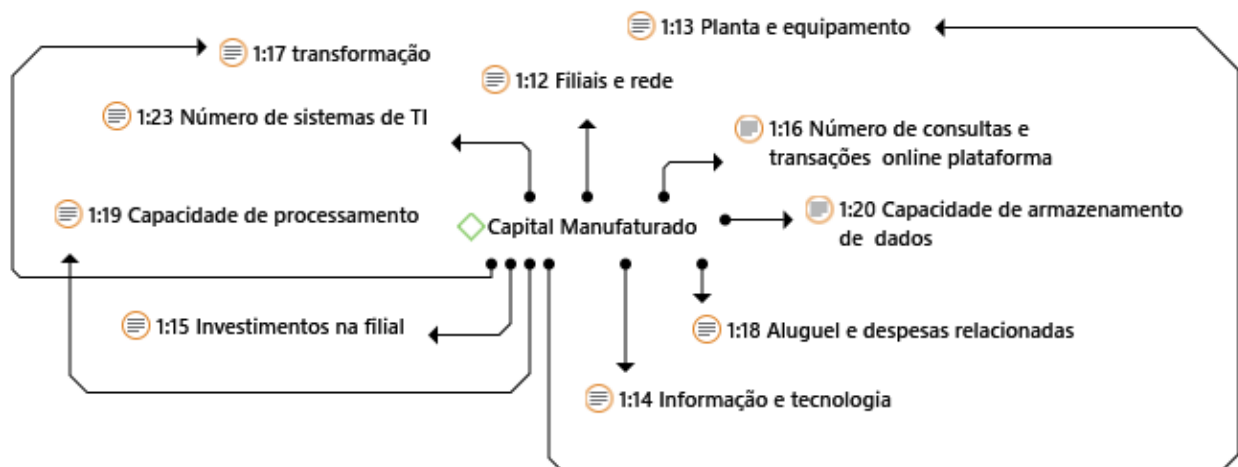 1:13 Planta e equipamento
1:17 transformação
1:12 Filiais e rede
1:23 Número de sistemas de TI
1:16 Número de consultas e
transações online plataforma
1:19 Capacidade de processamento
Capital Manufaturado
1:20 Capacidade de armazenamento
de dados
1:15 Investimentos na filial
1:18 Aluguel e despesas relacionadas
1:14 Informação e tecnologia